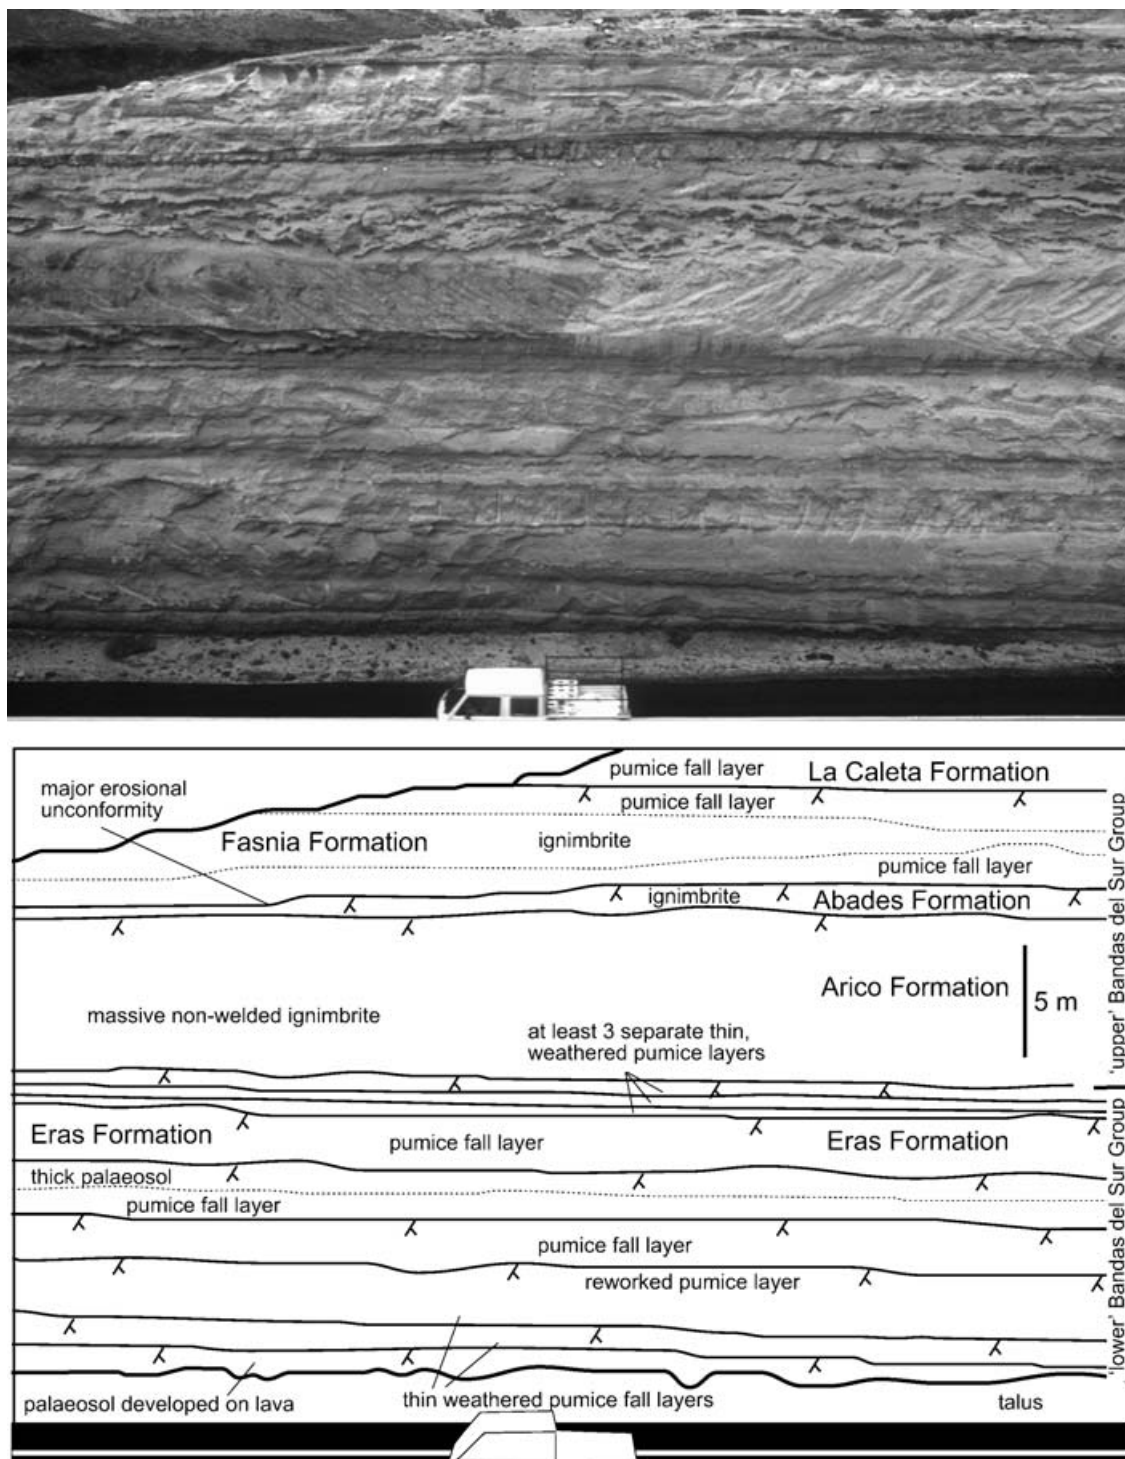 pumice fall layer
La Caleta Formation
major erosional
unconformity
pumice fall layer
Fasnia Formation
ignimbrite
pumice fall layer
ignimbrite
Abades Formation
'upper' Bandas del Sur Group
Arico Formation
5 m
massive non-welded ignimbrite
at least 3 separate thin,
weathered pumice layers
Eras Formation
pumice fall layer
Eras Formation
thick palaeosol
pumice fall layer
pumice fall layer
reworked pumice layer
'lower' Bandas del Sur Group
palaeosol developed on lava
thin weathered pumice fall layers
talus